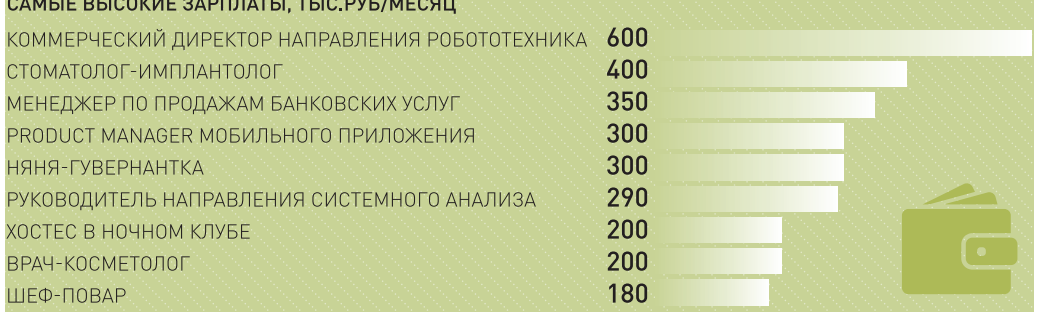 САМЫЕ ВЫСОКИЕ ЗАРПЛАТЫ, ТЫС.РУБ/МЕСЯЦ
КОММЕРЧЕСКИЙ ДИРЕКТОР НАПРАВЛЕНИЯ РОБОТОТЕХНИКА 600
СТОМАТОЛОГ-ИМПЛАНТОЛОГ 400
МЕНЕДЖЕР ПО ПРОДАЖАМ БАНКОВСКИХ УСЛУГ 350
PRODUCT MANAGER МОБИЛЬНОГО ПРИЛОЖЕНИЯ 300
НЯНЯ-ГУВЕРНАНТКА 300
РУКОВОДИТЕЛЬ НАПРАВЛЕНИЯ СИСТЕМНОГО АНАЛИЗА 290
ХОСТЕС В НОЧНОМ КЛУБЕ 200
ВРАЧ-КОСМЕТОЛОГ 200
ШЕФ-ПОВАР 180